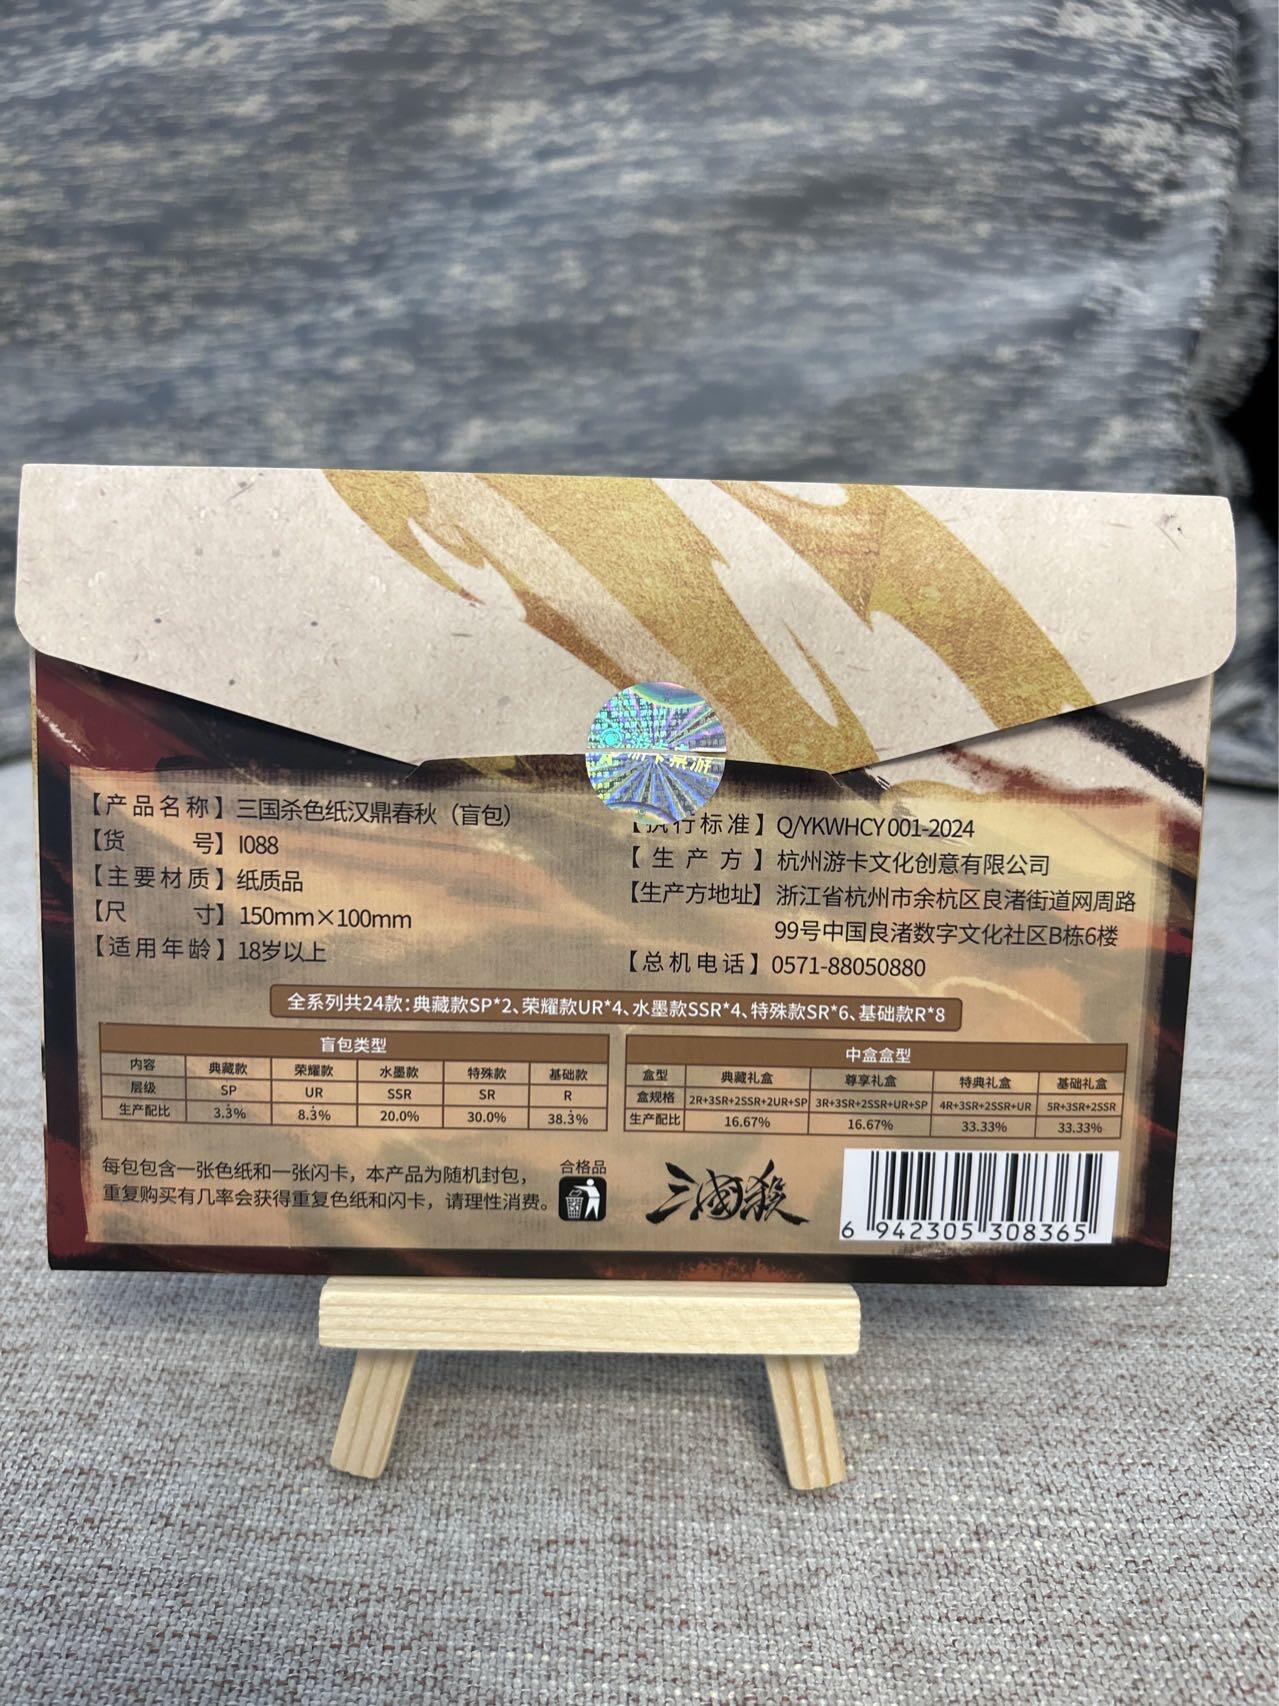 卡桌游
【产品名称】三国杀色纸汉鼎春秋（盲包）
【货 号】I088
【主要材质】纸质品
【尺 寸】150mm×100mm
【适用年龄】18岁以上
【执行标准】Q/YKWHCY 001-2024
【生产方】杭州游卡文化创意有限公司
【生产方地址】浙江省杭州市余杭区良渚街道网周路
99号中国良渚数字文化社区B栋6楼
【总机电话】0571-88050880
全系列共24款：典藏款SP*2、荣耀款UR*4、水墨款SSR*4、特殊款SR*6、基础款R*8
盲包类型
内容 典藏款 荣耀款 水墨款 特殊款 基础款
层级 SP UR SSR SR R
生产配比 3.3̇% 8.3̇% 20.0% 30.0% 38.3̇%
中盒盒型
盒型 典藏礼盒 尊享礼盒 特典礼盒 基础礼盒
盒规格 2R+3SR+2SSR+2UR+SP 3R+3SR+2SSR+UR+SP 4R+3SR+2SSR+UR 5R+3SR+2SSR
生产配比 16.67% 16.67% 33.33% 33.33%
每包包含一张色纸和一张闪卡，本产品为随机封包，
重复购买有几率会获得重复色纸和闪卡，请理性消费。
合格品
三國殺
6 942305 308365